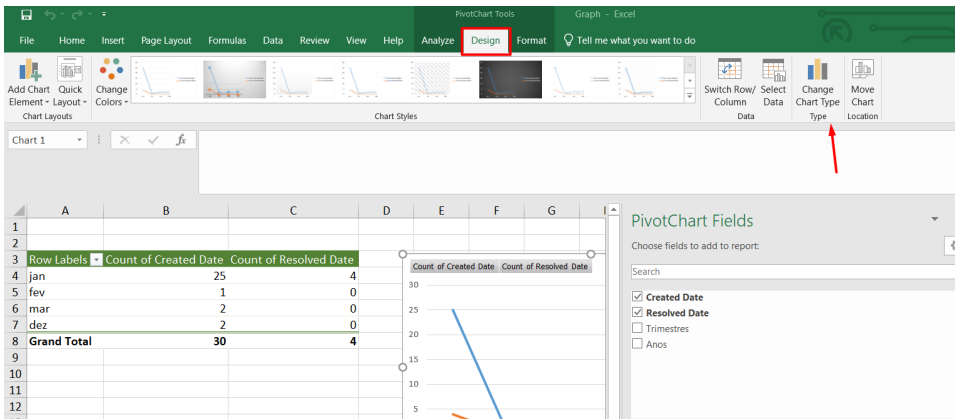 PivotChart Tools
Graph - Excel
File Home Insert Page Layout Formulas Data Review View Help Analyze Design Format Tell me what you want to do
Add Chart Quick Change Switch Row/ Select Change Move
Element Layout Colors Column Data Chart Type Chart
Chart Layouts Chart Styles Data Type Location
Chart 1 fx
A B C D E F G
1
2
3 Row Labels Count of Created Date Count of Resolved Date
4 jan 25 4
5 fev 1 0
6 mar 2 0
7 dez 2 0
8 Grand Total 30 4
9
10
11
12
Count of Created Date Count of Resolved Date
30
25
20
15
10
5
PivotChart Fields
Choose fields to add to report:
Search
Created Date
Resolved Date
Trimestres
Anos